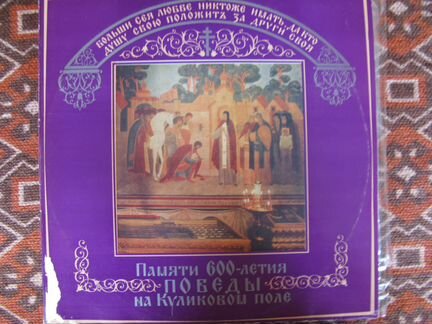 БОЛЬШИ СЕЯ ЛЮБВЕ НИКТОЖЕ ИМАТЬ, ДА КТО
ДУШУ СВОЮ ПОЛОЖИТЪ ЗА ДРУГИ СВОЯ
Памяти 600-летия
ПОБЕДЫ
на Куликовом поле